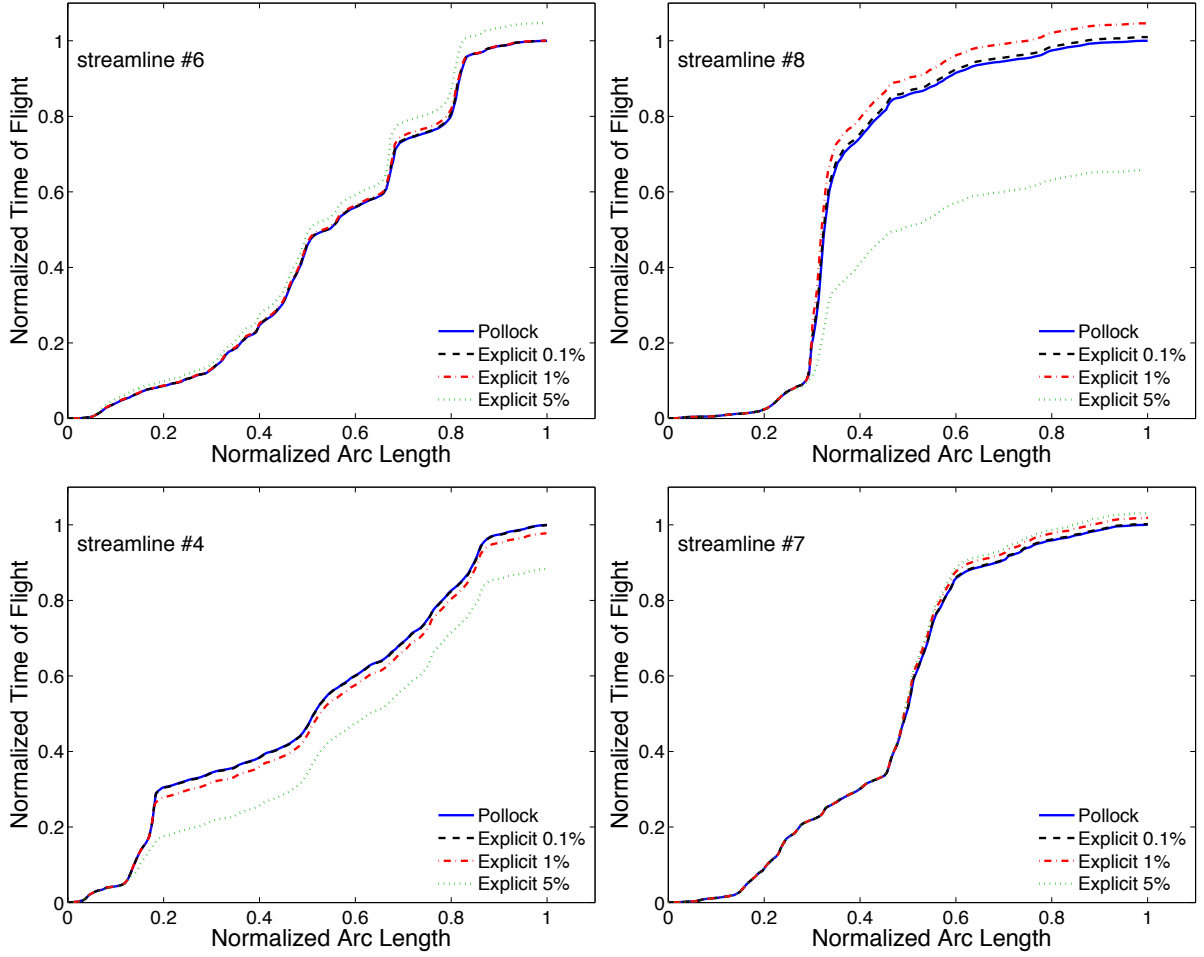 streamline #6
Normalized Time of Flight
1
0.8
0.6
0.4
0.2
0
Pollock
Explicit 0.1%
Explicit 1%
Explicit 5%
0 0.2 0.4 0.6 0.8 1
Normalized Arc Length
streamline #8
Normalized Time of Flight
1
0.8
0.6
0.4
0.2
0
Pollock
Explicit 0.1%
Explicit 1%
Explicit 5%
0 0.2 0.4 0.6 0.8 1
Normalized Arc Length
streamline #4
Normalized Time of Flight
1
0.8
0.6
0.4
0.2
0
Pollock
Explicit 0.1%
Explicit 1%
Explicit 5%
0 0.2 0.4 0.6 0.8 1
Normalized Arc Length
streamline #7
Normalized Time of Flight
1
0.8
0.6
0.4
0.2
0
Pollock
Explicit 0.1%
Explicit 1%
Explicit 5%
0 0.2 0.4 0.6 0.8 1
Normalized Arc Length